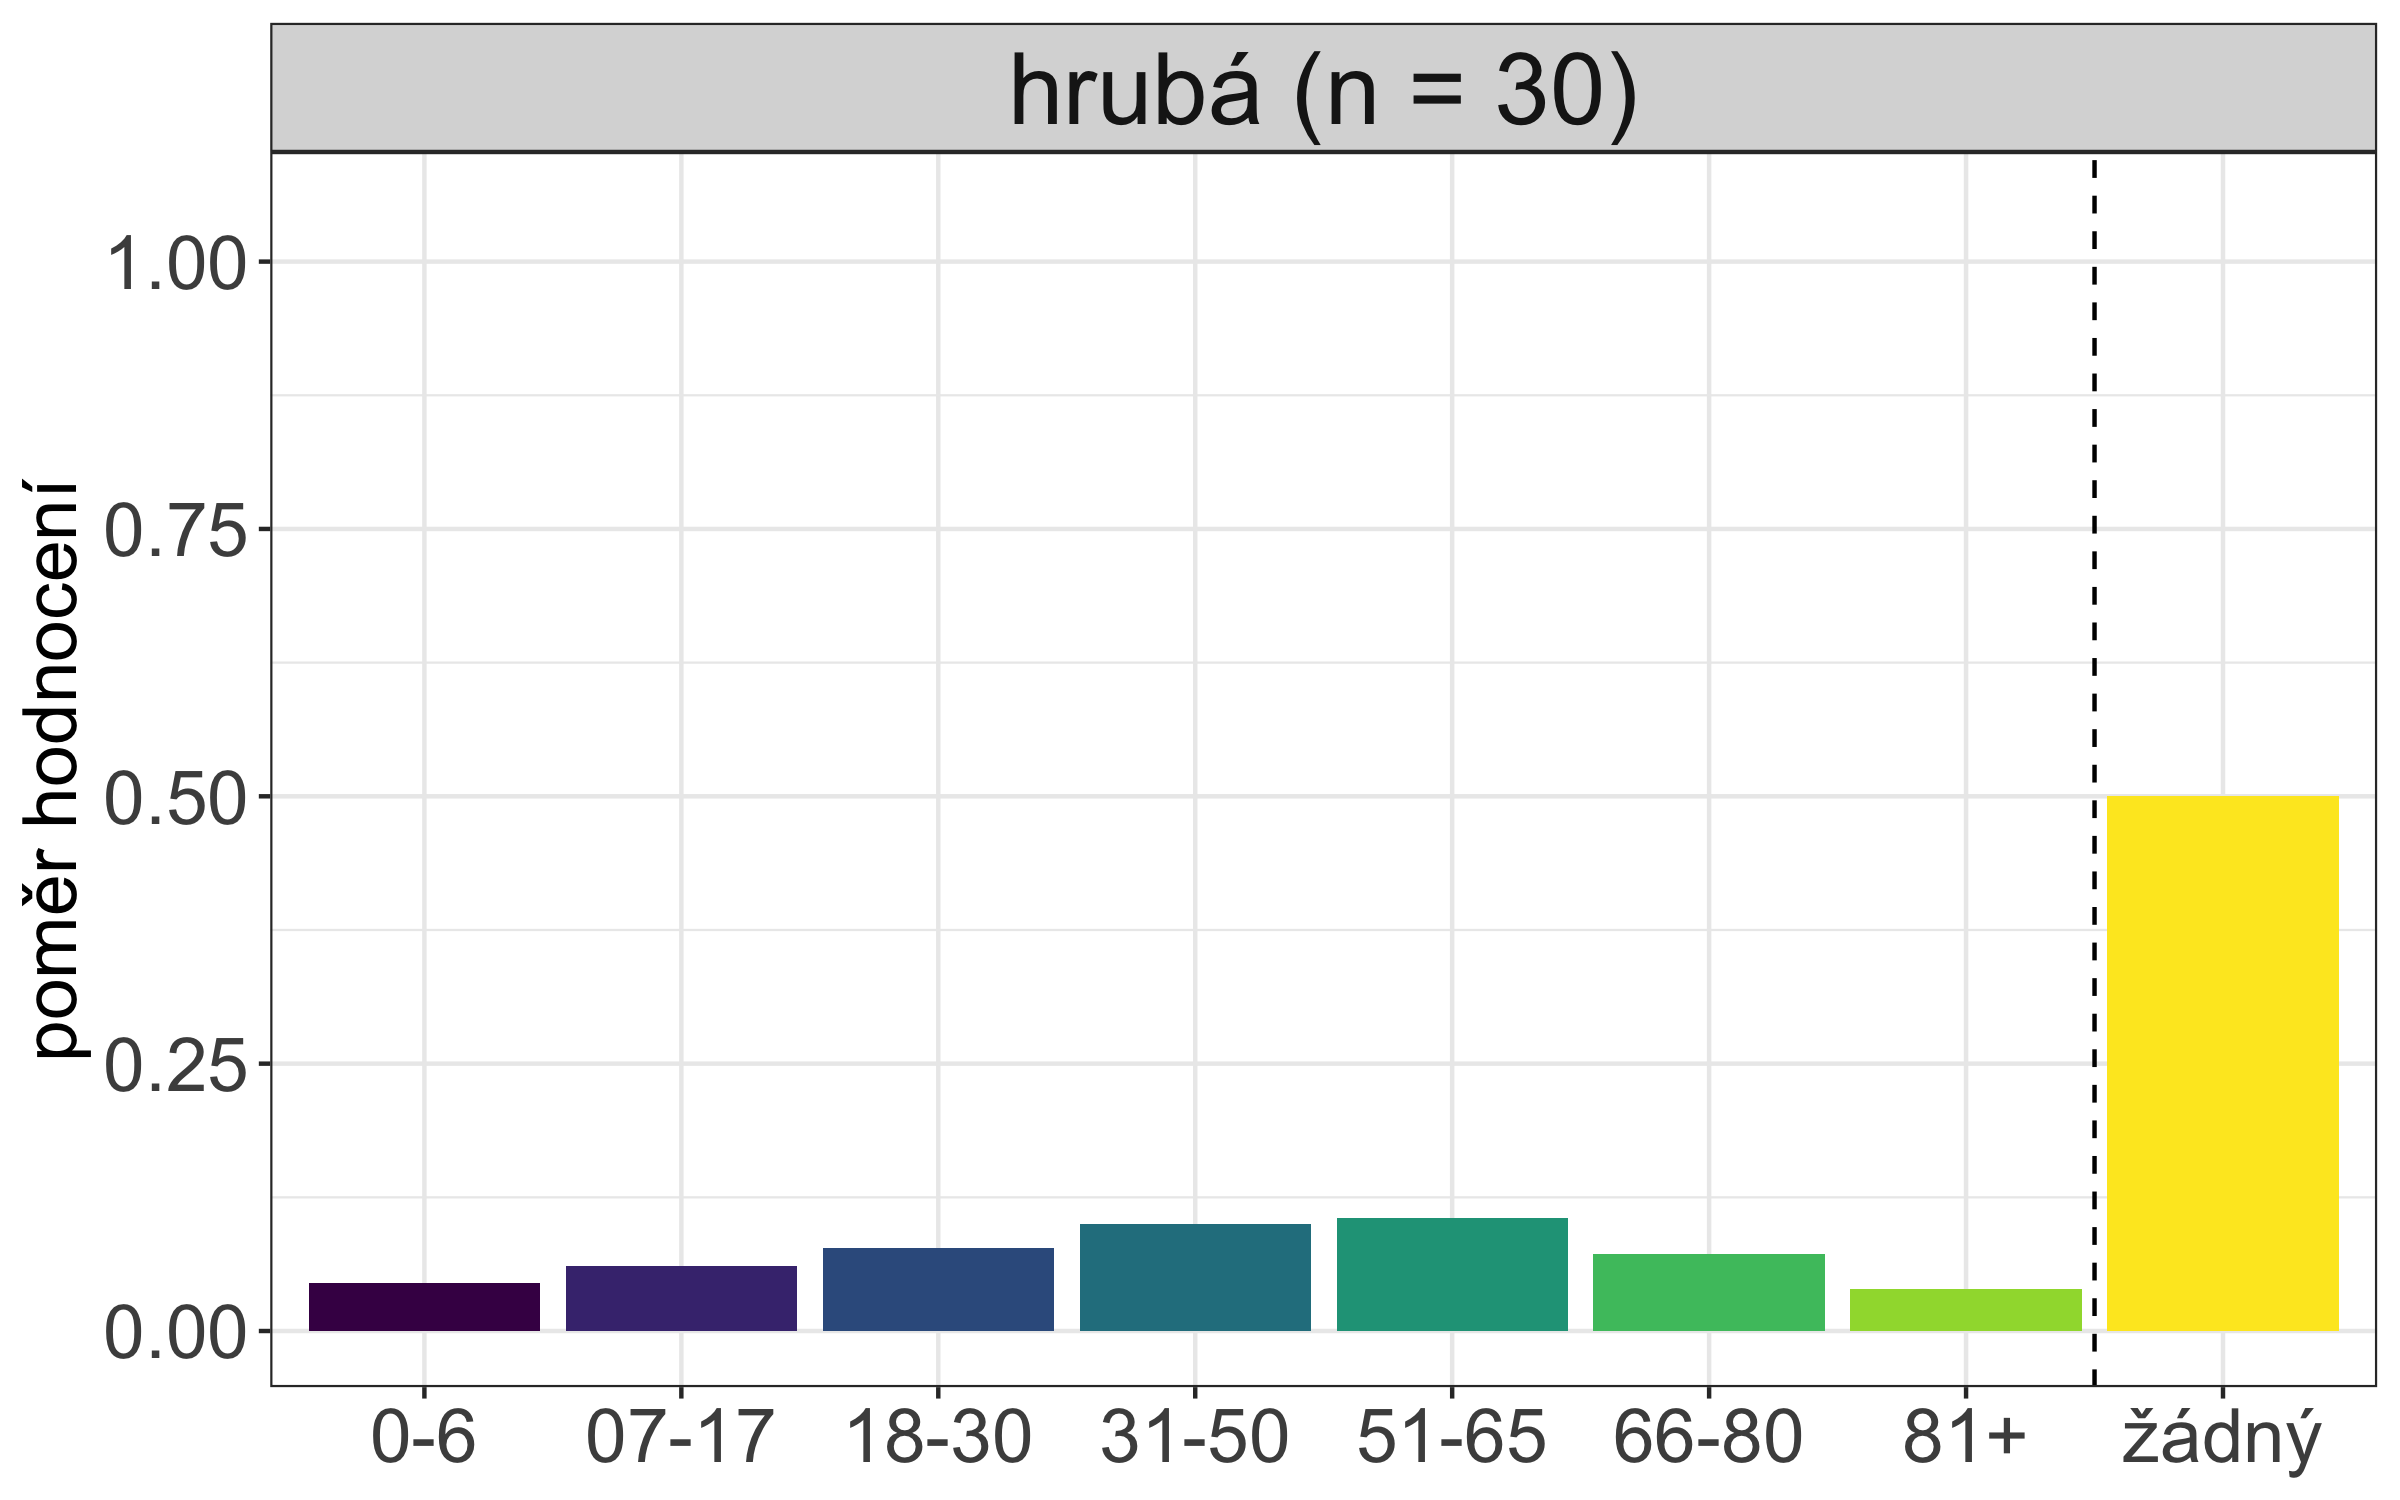 hrubá (n = 30)
poměr hodnocení
1.00
0.75
0.50
0.25
0.00
0-6 07-17 18-30 31-50 51-65 66-80 81+ žádný